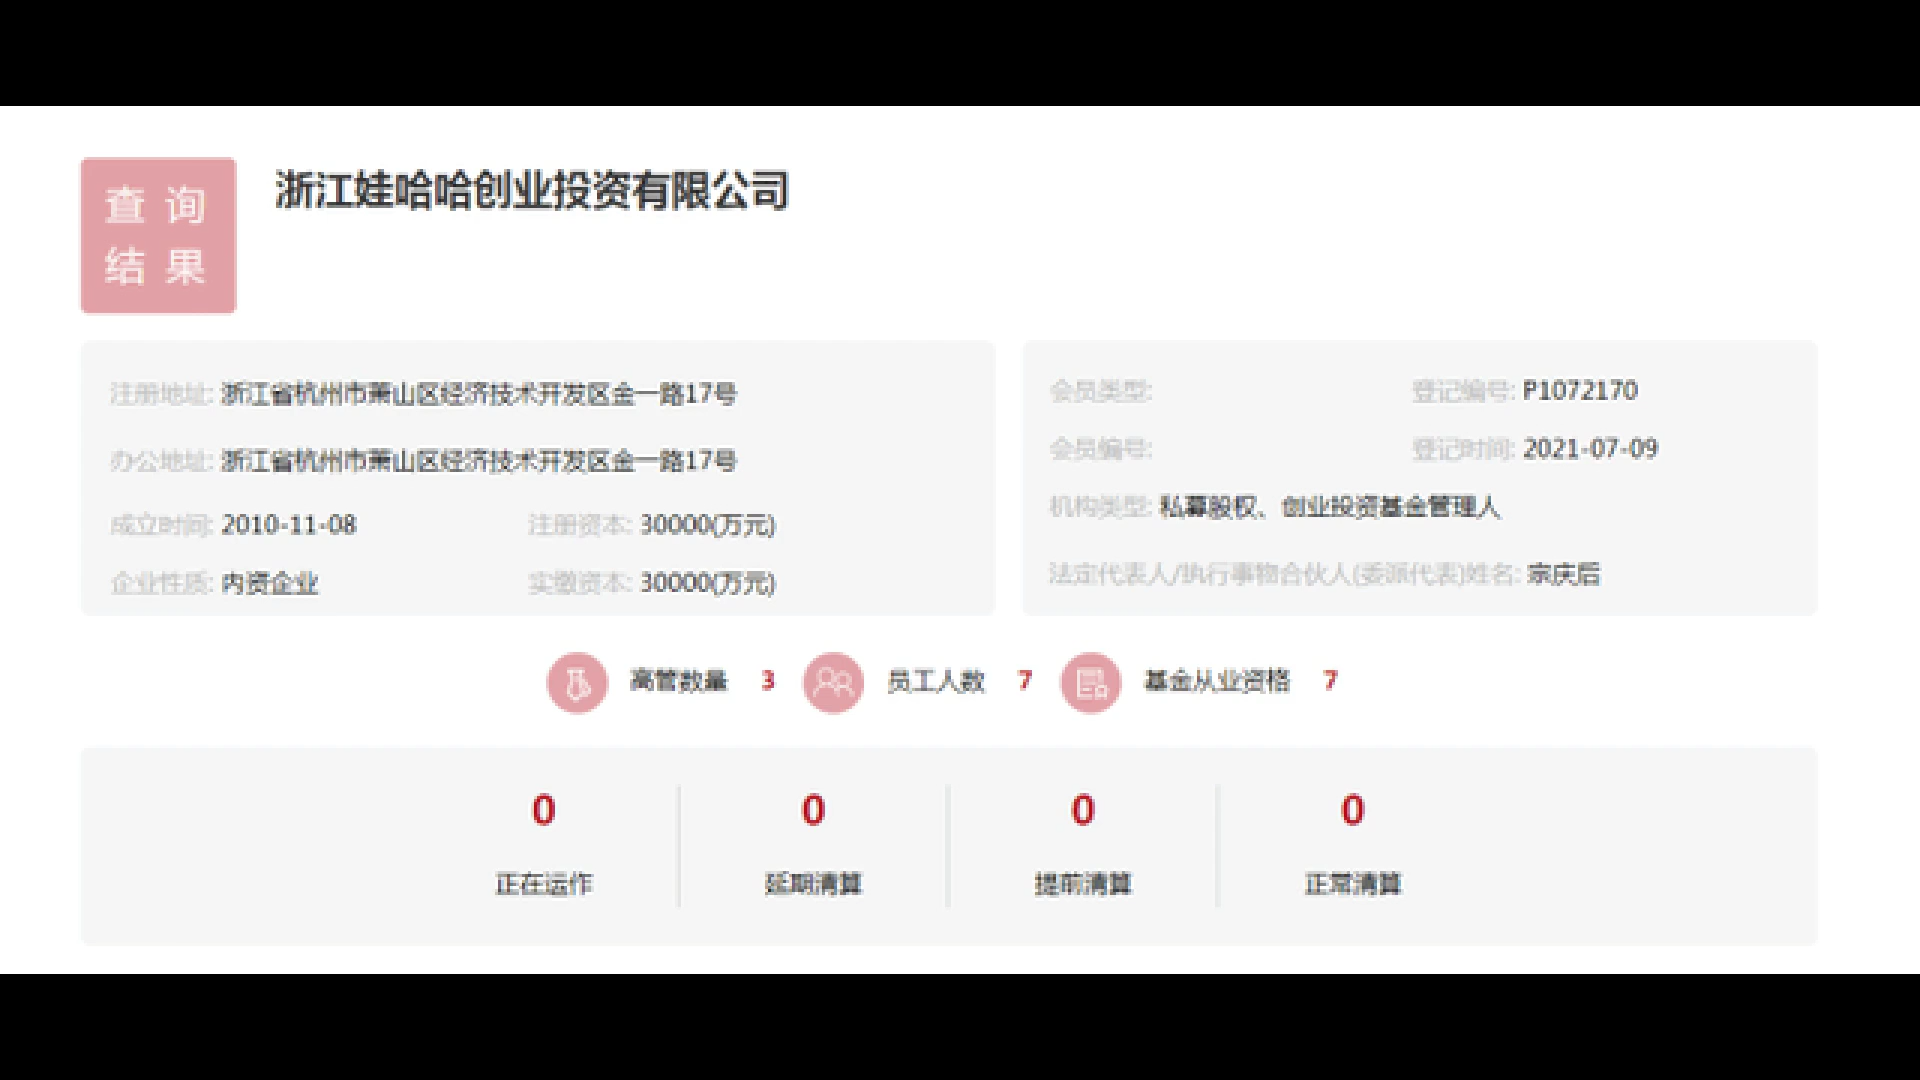 查询
结果
浙江娃哈哈创业投资有限公司
注册地址: 浙江省杭州市萧山区经济技术开发区金一路17号
办公地址: 浙江省杭州市萧山区经济技术开发区金一路17号
成立时间: 2010-11-08 注册资本: 30000(万元)
企业性质: 内资企业 实缴资本: 30000(万元)
会员类型: 登记编号: P1072170
会员编号: 登记时间: 2021-07-09
机构类型: 私募股权、创业投资基金管理人
法定代表人/执行事物合伙人(委派代表)姓名: 宗庆后
高管数量 3 员工人数 7 基金从业资格 7
0 0 0 0
正在运作 延期清算 提前清算 正常清算